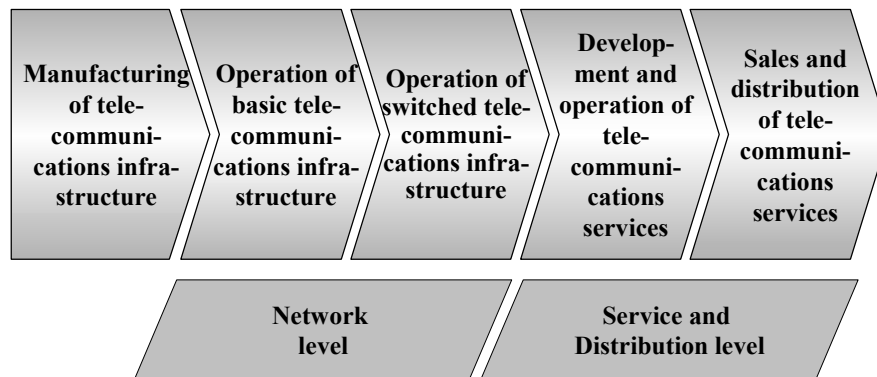 Manufacturing
of tele-
communi-
cations infra-
structure
Operation of
basic tele-
communi-
cations infra-
structure
Operation of
switched tele-
communi-
cations infra-
structure
Develop-
ment and
operation of
tele-
communi-
cations
services
Sales and
distribution
of tele-
communi-
cations
services
Network
level
Service and
Distribution level